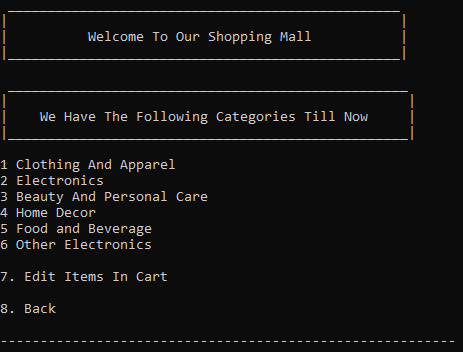 Welcome To Our Shopping Mall
We Have The Following Categories Till Now
1 Clothing And Apparel
2 Electronics
3 Beauty And Personal Care
4 Home Decor
5 Food and Beverage
6 Other Electronics
7. Edit Items In Cart
8. Back